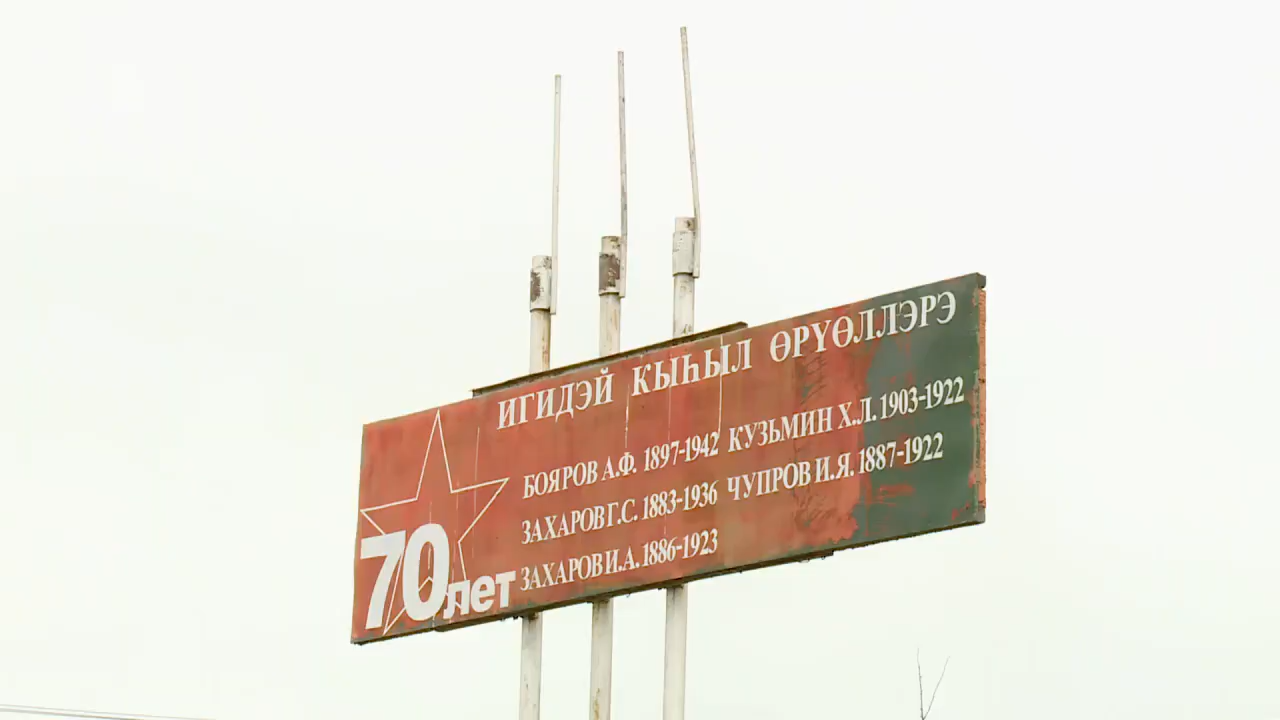 ИГИДЭЙ КЫҺЫЛ ӨРҮӨЛЛЭРЭ
БОЯРОВ А.Ф. 1897-1942 КУЗЬМИН Х.Л. 1903-1922
ЗАХАРОВ Г.С. 1883-1936 ЧУПРОВ И.Я. 1887-1922
ЗАХАРОВ И.А. 1886-1923
70 лет